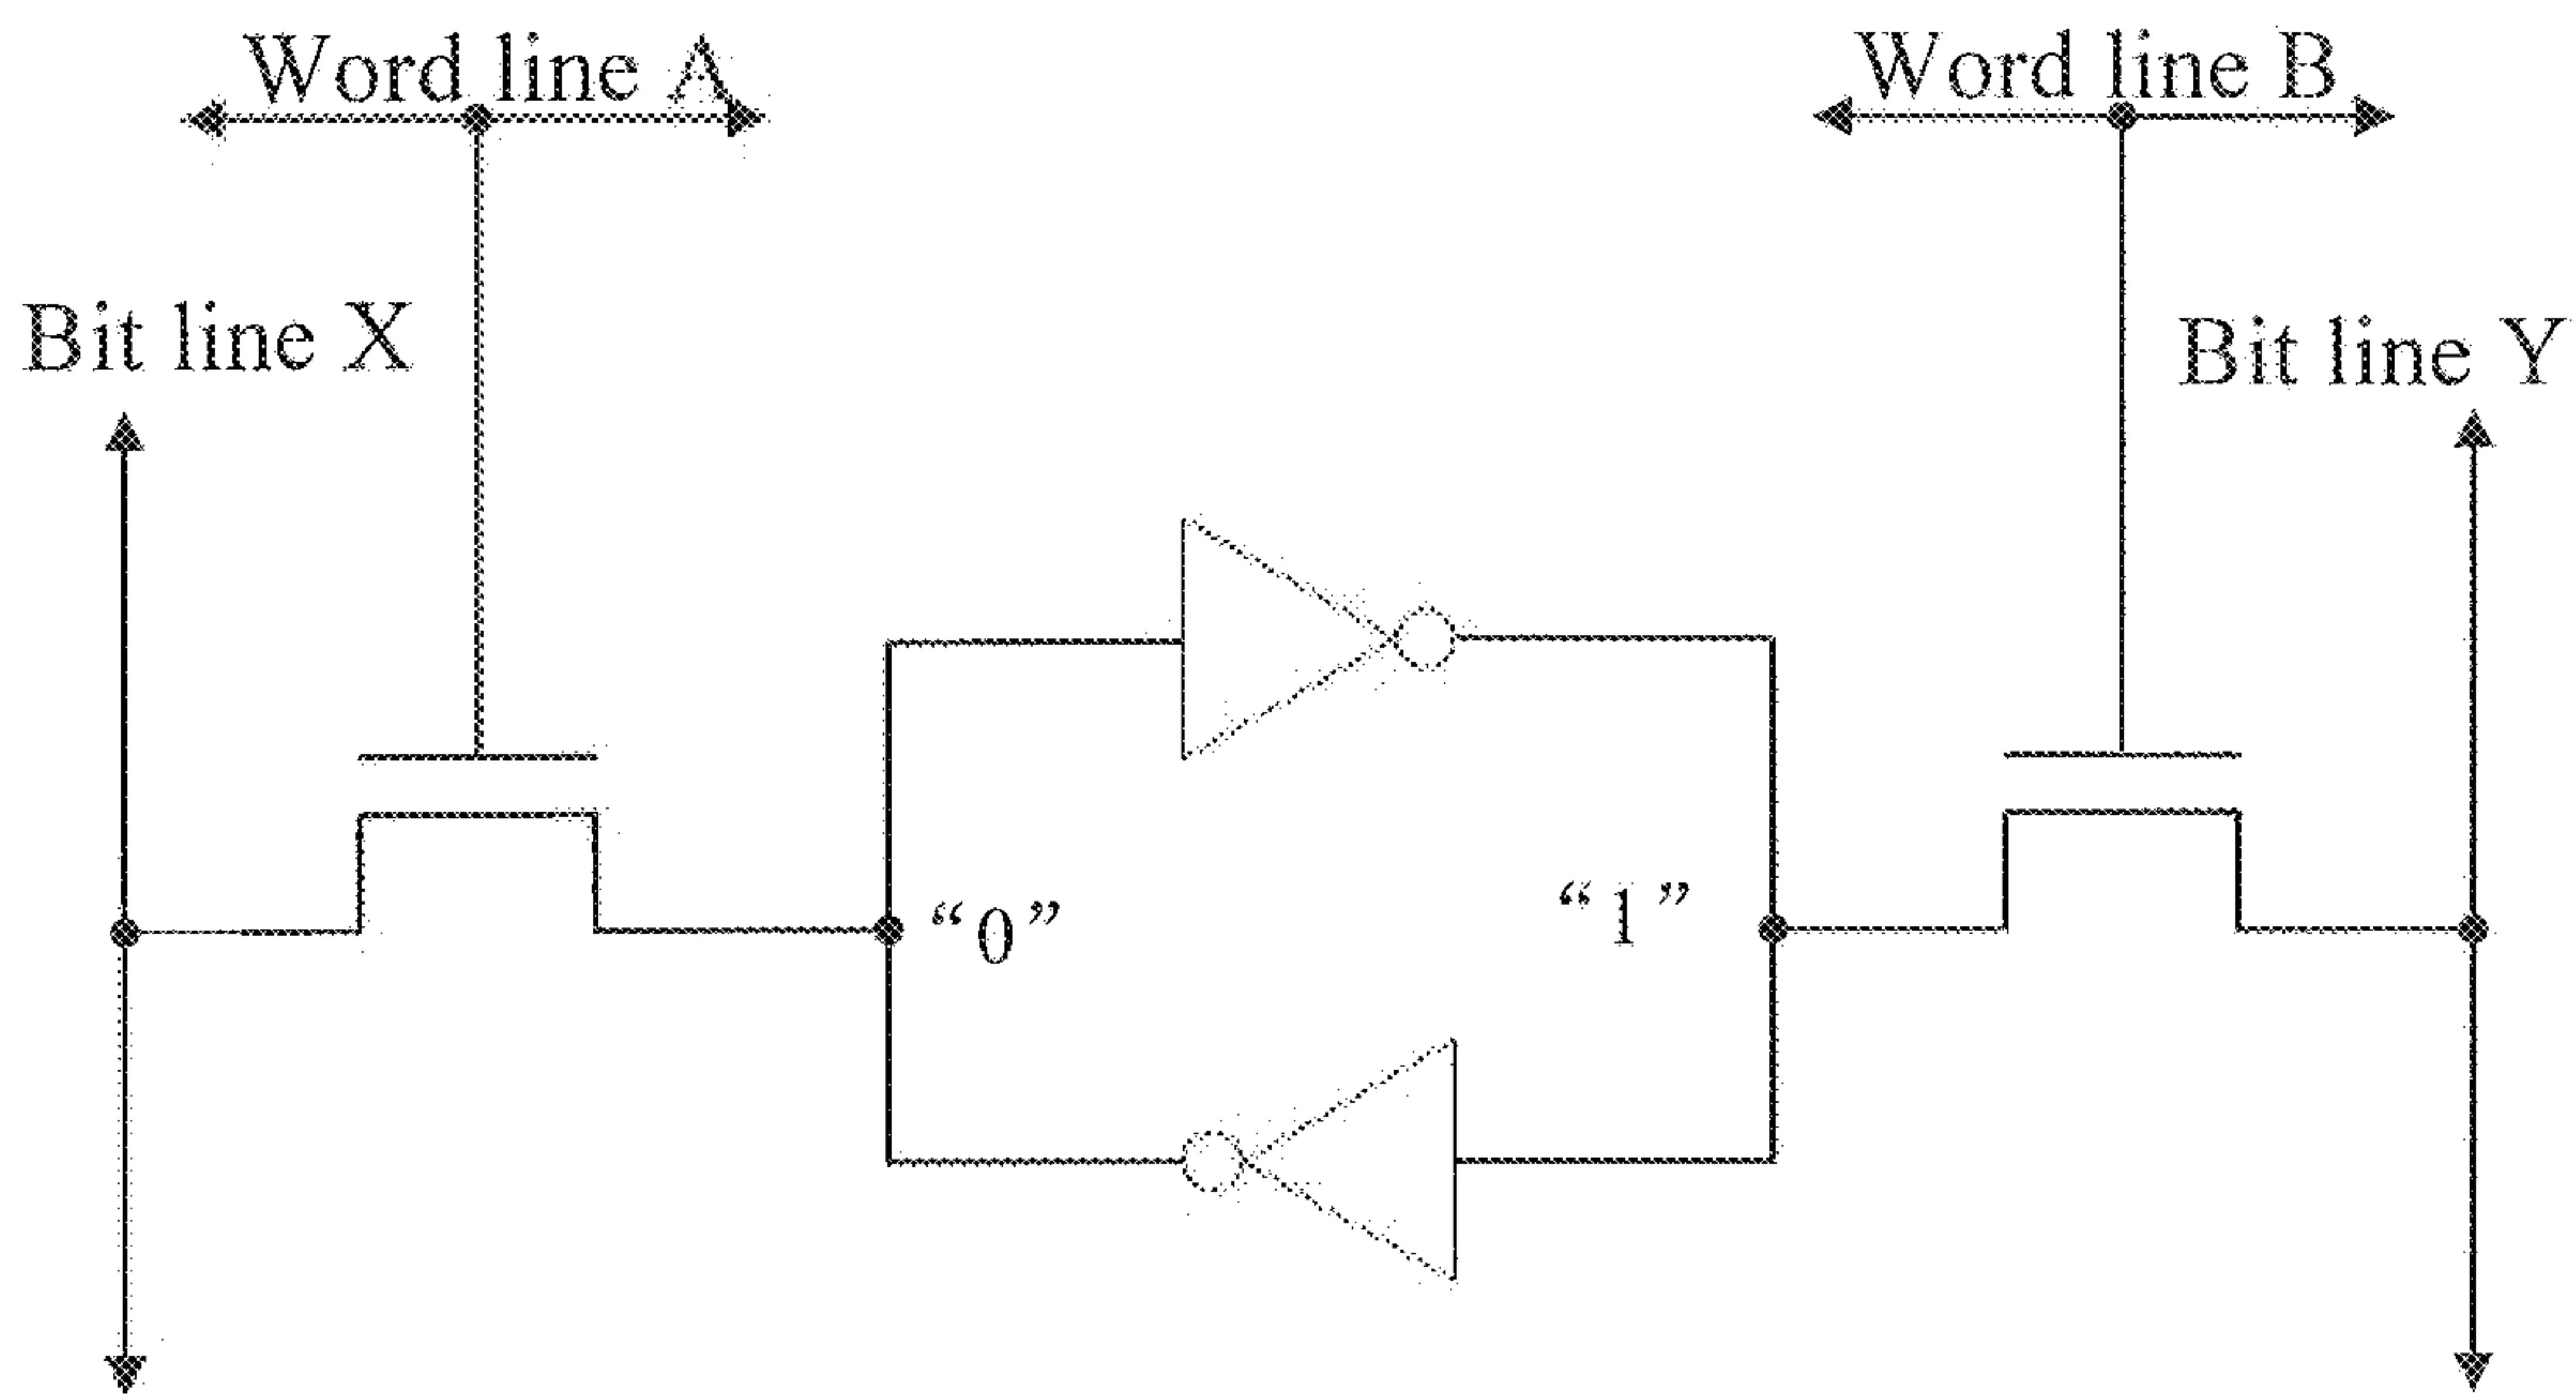 Word line A
Word line B
Bit line X
Bit line Y
“0”
“1”